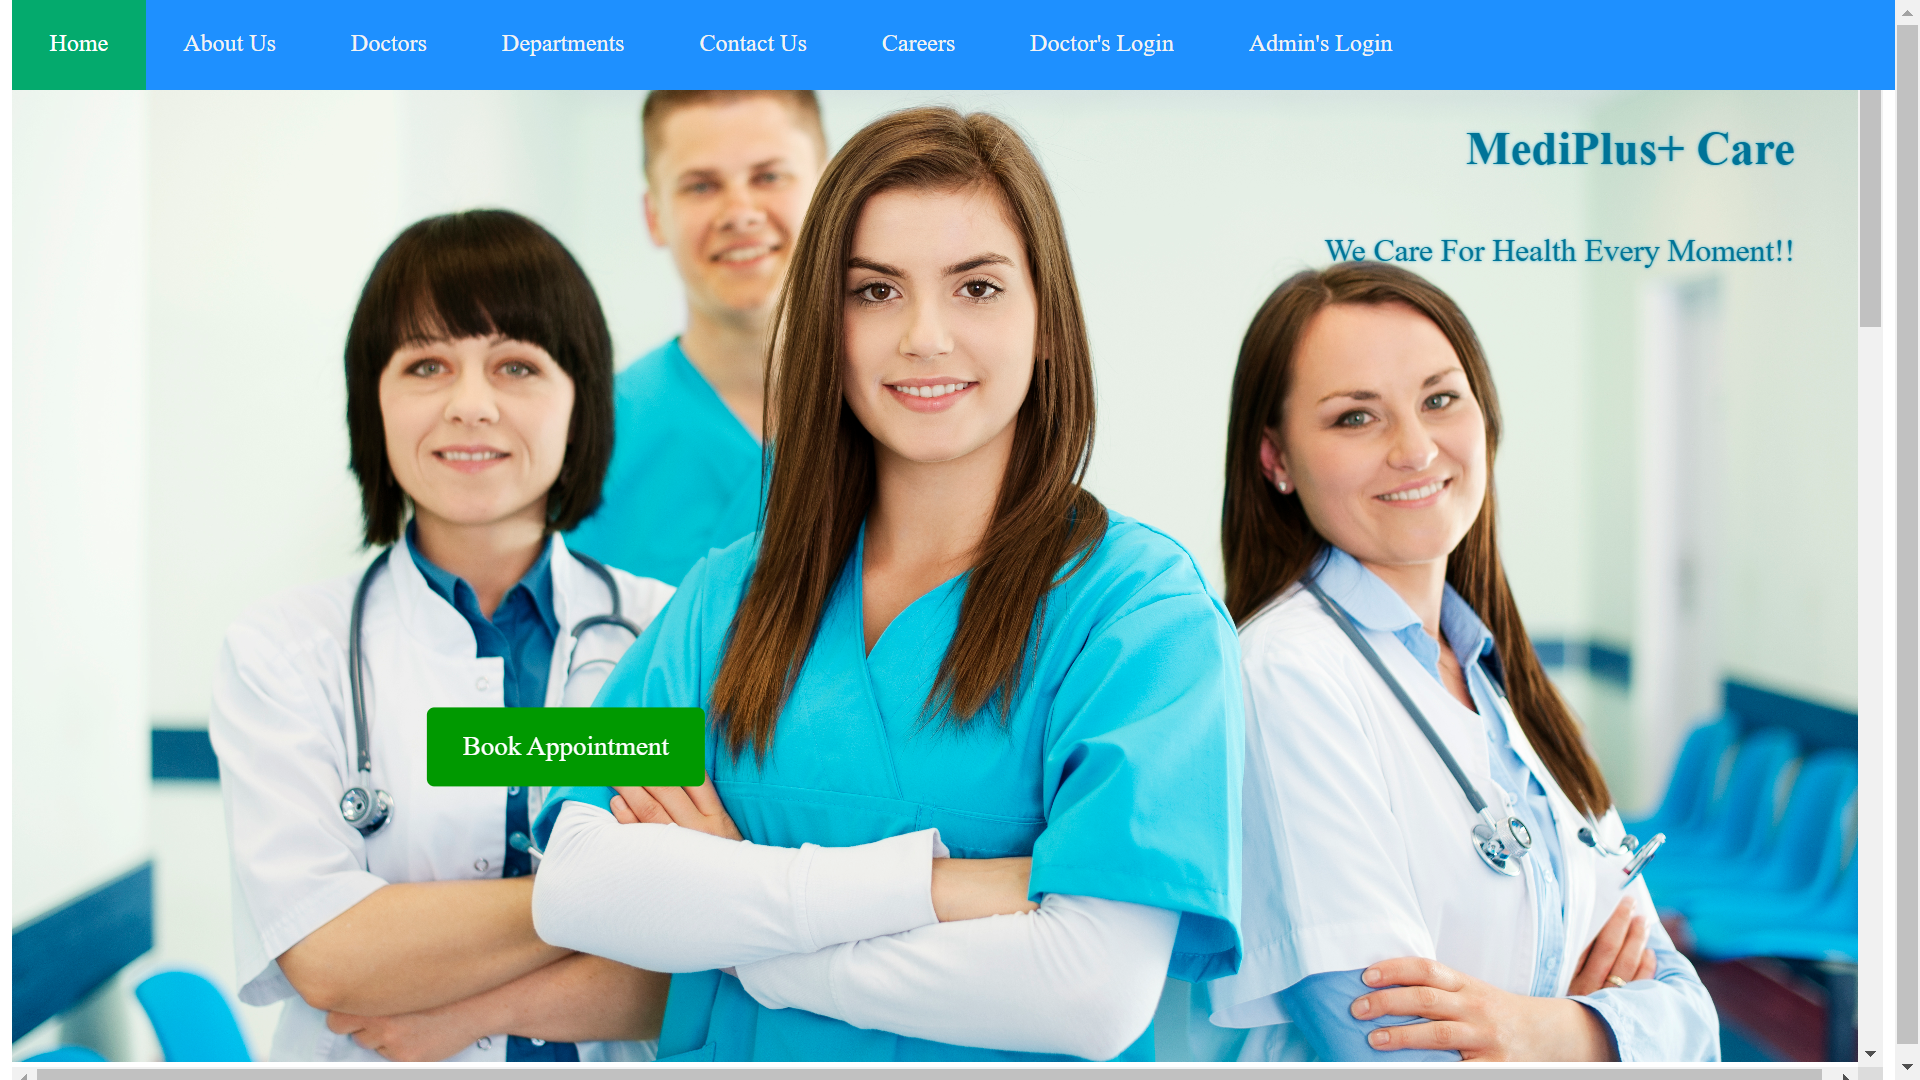 Home About Us Doctors Departments Contact Us Careers Doctor's Login Admin's Login
MediPlus+ Care
We Care For Health Every Moment!!
Book Appointment